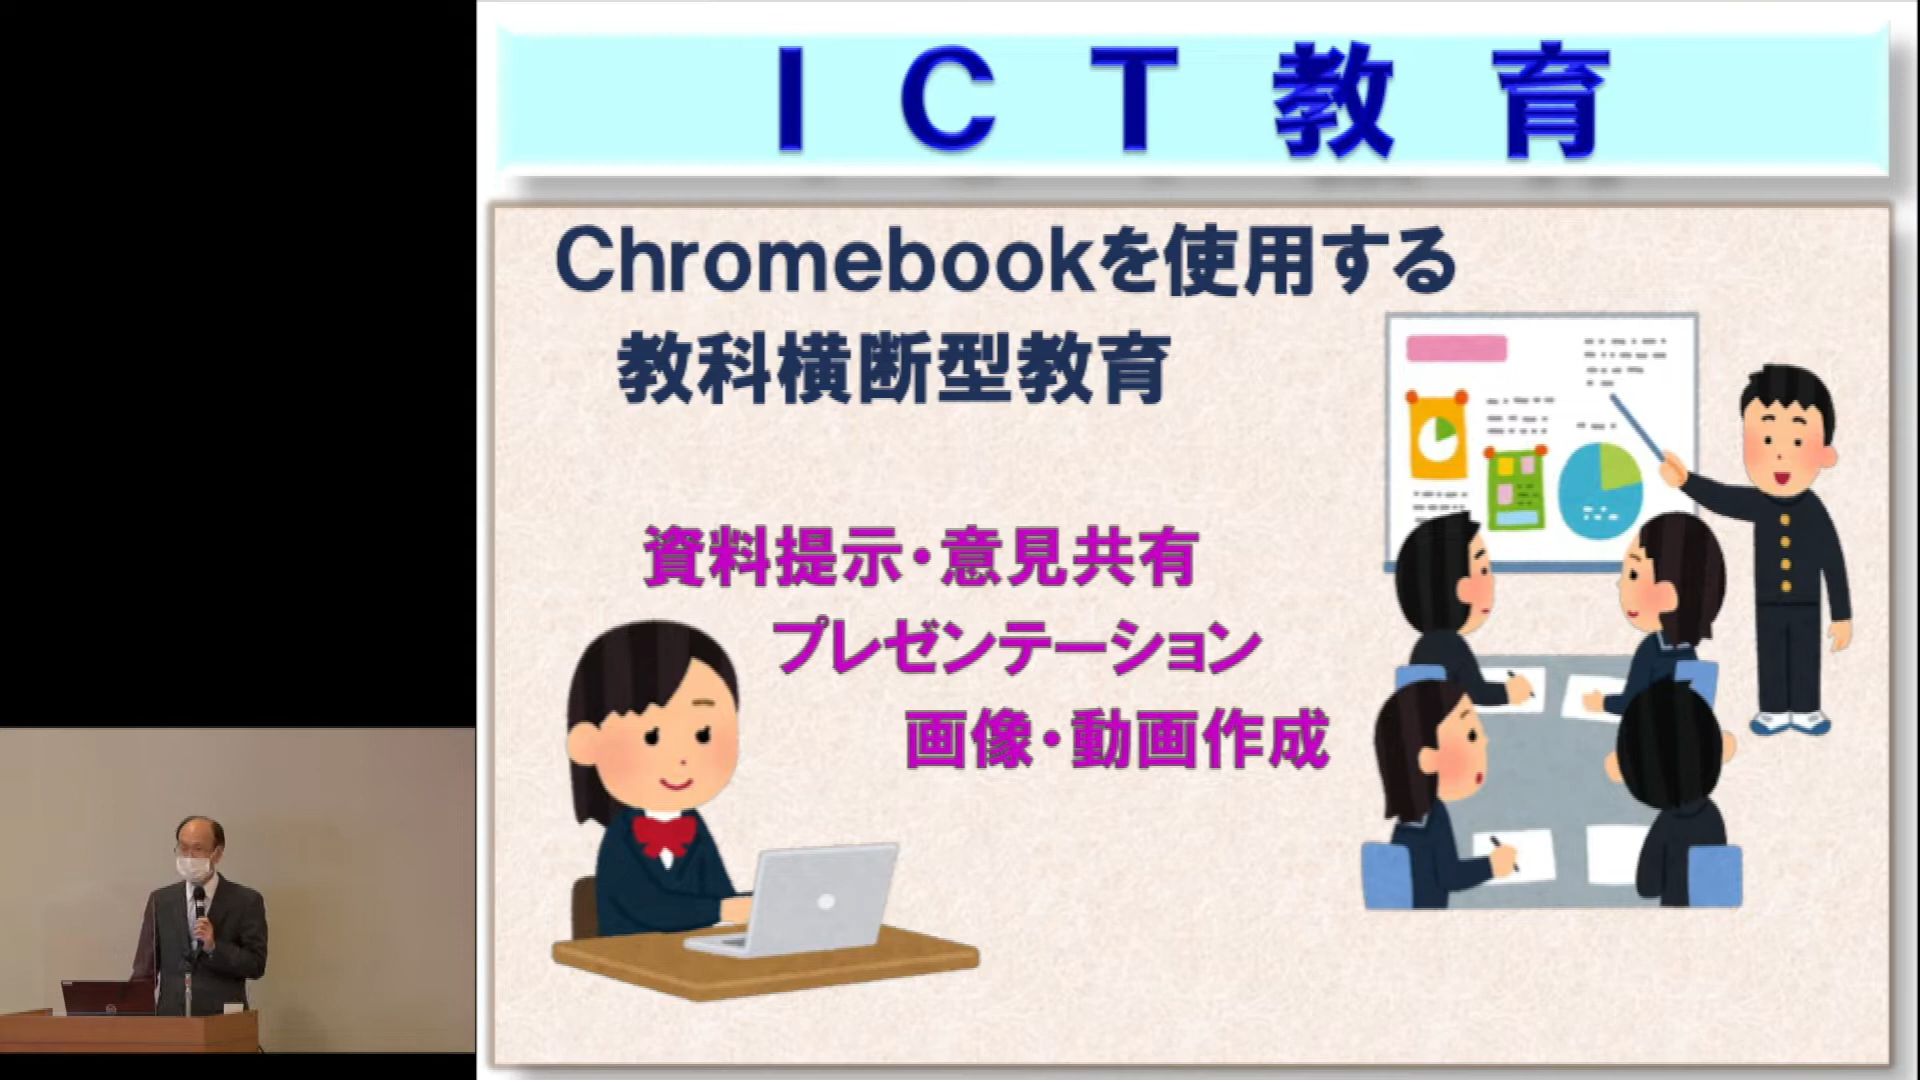 ICT教育
Chromebookを使用する
教科横断型教育
資料提示・意見共有
プレゼンテーション
画像・動画作成